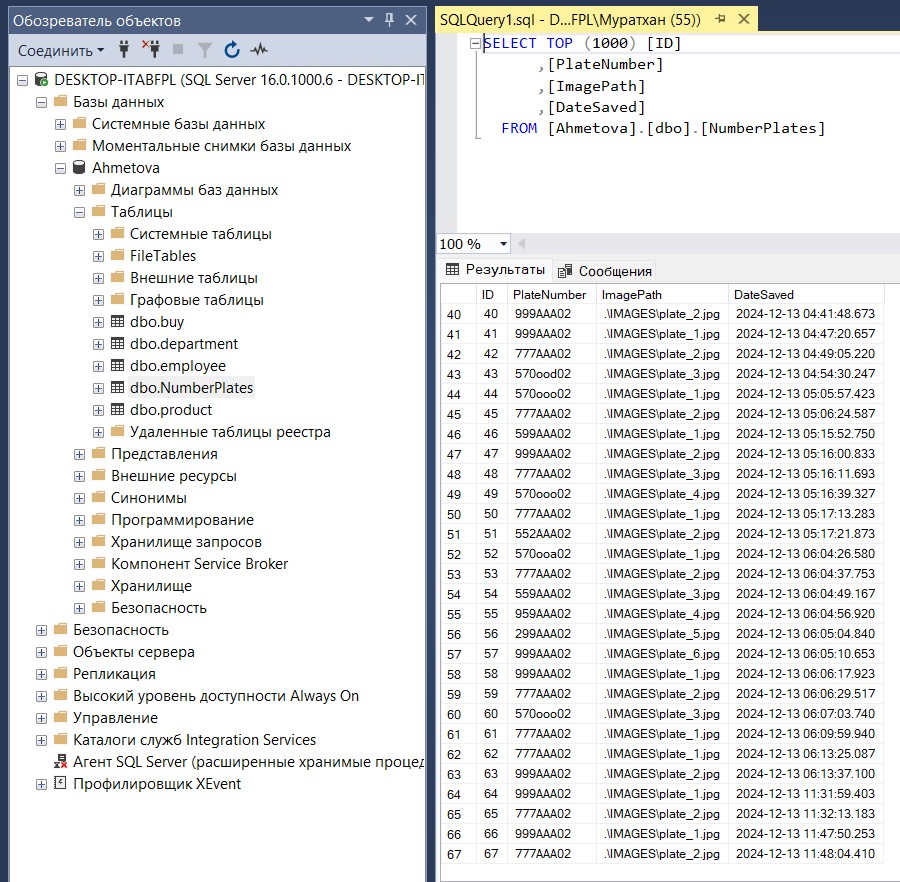 Обозреватель объектов
Соединить
DESKTOP-ITABFPL (SQL Server 16.0.1000.6 - DESKTOP-IT
Базы данных
Системные базы данных
Моментальные снимки базы данных
Ahmetova
Диаграммы баз данных
Таблицы
Системные таблицы
FileTables
Внешние таблицы
Графовые таблицы
dbo.buy
dbo.department
dbo.employee
dbo.NumberPlates
dbo.product
Удаленные таблицы реестра
Представления
Внешние ресурсы
Синонимы
Программирование
Хранилище запросов
Компонент Service Broker
Хранилище
Безопасность
Безопасность
Объекты сервера
Репликация
Высокий уровень доступности Always On
Управление
Каталоги служб Integration Services
Агент SQL Server (расширенные хранимые процед
Профилировщик XEvent
SQLQuery1.sql - D...FPL\Муратхан (55))
SELECT TOP (1000) [ID]
,[PlateNumber]
,[ImagePath]
,[DateSaved]
FROM [Ahmetova].[dbo].[NumberPlates]
100 %
Результаты Сообщения
ID PlateNumber ImagePath DateSaved
40 40 999AAA02 .\IMAGES\plate_2.jpg 2024-12-13 04:41:48.673
41 41 999AAA02 .\IMAGES\plate_1.jpg 2024-12-13 04:47:20.657
42 42 777AAA02 .\IMAGES\plate_2.jpg 2024-12-13 04:49:05.220
43 43 570ood02 .\IMAGES\plate_3.jpg 2024-12-13 04:54:30.247
44 44 570ooo02 .\IMAGES\plate_1.jpg 2024-12-13 05:05:57.423
45 45 777AAA02 .\IMAGES\plate_2.jpg 2024-12-13 05:06:24.587
46 46 599AAA02 .\IMAGES\plate_1.jpg 2024-12-13 05:15:52.750
47 47 999AAA02 .\IMAGES\plate_2.jpg 2024-12-13 05:16:00.833
48 48 777AAA02 .\IMAGES\plate_3.jpg 2024-12-13 05:16:11.693
49 49 570ooo02 .\IMAGES\plate_4.jpg 2024-12-13 05:16:39.327
50 50 777AAA02 .\IMAGES\plate_1.jpg 2024-12-13 05:17:13.283
51 51 552AAA02 .\IMAGES\plate_2.jpg 2024-12-13 05:17:21.873
52 52 570ooa02 .\IMAGES\plate_1.jpg 2024-12-13 06:04:26.580
53 53 777AAA02 .\IMAGES\plate_2.jpg 2024-12-13 06:04:37.753
54 54 559AAA02 .\IMAGES\plate_3.jpg 2024-12-13 06:04:49.167
55 55 959AAA02 .\IMAGES\plate_4.jpg 2024-12-13 06:04:56.920
56 56 299AAA02 .\IMAGES\plate_5.jpg 2024-12-13 06:05:04.840
57 57 999AAA02 .\IMAGES\plate_6.jpg 2024-12-13 06:05:10.653
58 58 999AAA02 .\IMAGES\plate_1.jpg 2024-12-13 06:06:17.923
59 59 777AAA02 .\IMAGES\plate_2.jpg 2024-12-13 06:06:29.517
60 60 570ooo02 .\IMAGES\plate_3.jpg 2024-12-13 06:07:03.740
61 61 777AAA02 .\IMAGES\plate_1.jpg 2024-12-13 06:09:59.940
62 62 777AAA02 .\IMAGES\plate_1.jpg 2024-12-13 06:13:25.087
63 63 999AAA02 .\IMAGES\plate_2.jpg 2024-12-13 06:13:37.100
64 64 999AAA02 .\IMAGES\plate_1.jpg 2024-12-13 11:31:59.403
65 65 777AAA02 .\IMAGES\plate_2.jpg 2024-12-13 11:32:13.183
66 66 999AAA02 .\IMAGES\plate_1.jpg 2024-12-13 11:47:50.253
67 67 777AAA02 .\IMAGES\plate_2.jpg 2024-12-13 11:48:04.410